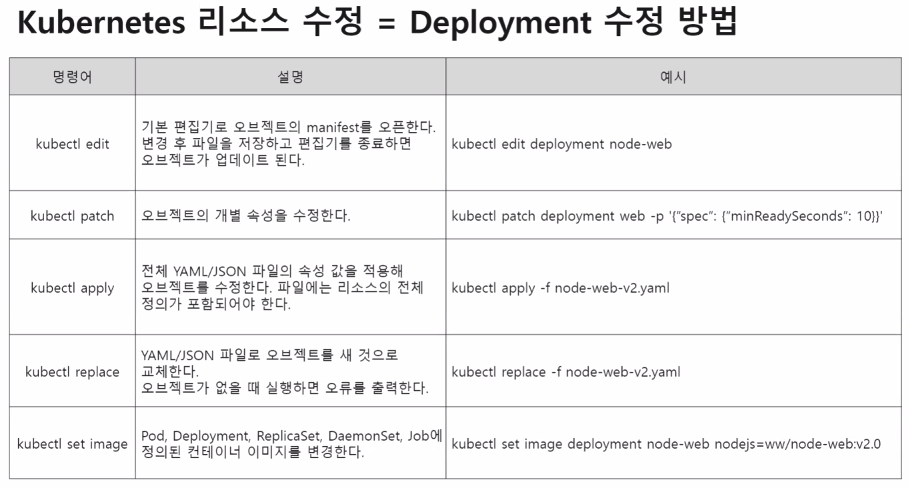 Kubernetes 리소스 수정 = Deployment 수정 방법
명령어 설명 예시
kubectl edit
기본 편집기로 오브젝트의 manifest를 오픈한다.
변경 후 파일을 저장하고 편집기를 종료하면
오브젝트가 업데이트 된다.
kubectl edit deployment node-web
kubectl patch
오브젝트의 개별 속성을 수정한다.
kubectl patch deployment web -p '{"spec": {"minReadySeconds": 10}}'
kubectl apply
전체 YAML/JSON 파일의 속성 값을 적용해
오브젝트를 수정한다. 파일에는 리소스의 전체
정의가 포함되어야 한다.
kubectl apply -f node-web-v2.yaml
kubectl replace
YAML/JSON 파일로 오브젝트를 새 것으로
교체한다.
오브젝트가 없을 때 실행하면 오류를 출력한다.
kubectl replace -f node-web-v2.yaml
kubectl set image
Pod, Deployment, ReplicaSet, DaemonSet, Job에
정의된 컨테이너 이미지를 변경한다.
kubectl set image deployment node-web nodejs=ww/node-web:v2.0